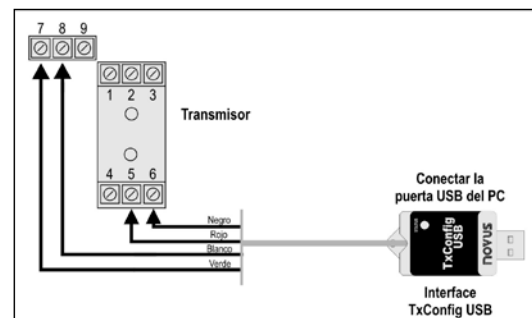 7 8 9
1 2 3
Transmisor
4 5 6
Negro
Rojo
Blanco
Verde
Conectar la
puerta USB del PC
TxConfig
USB
novus
Interface
TxConfig USB